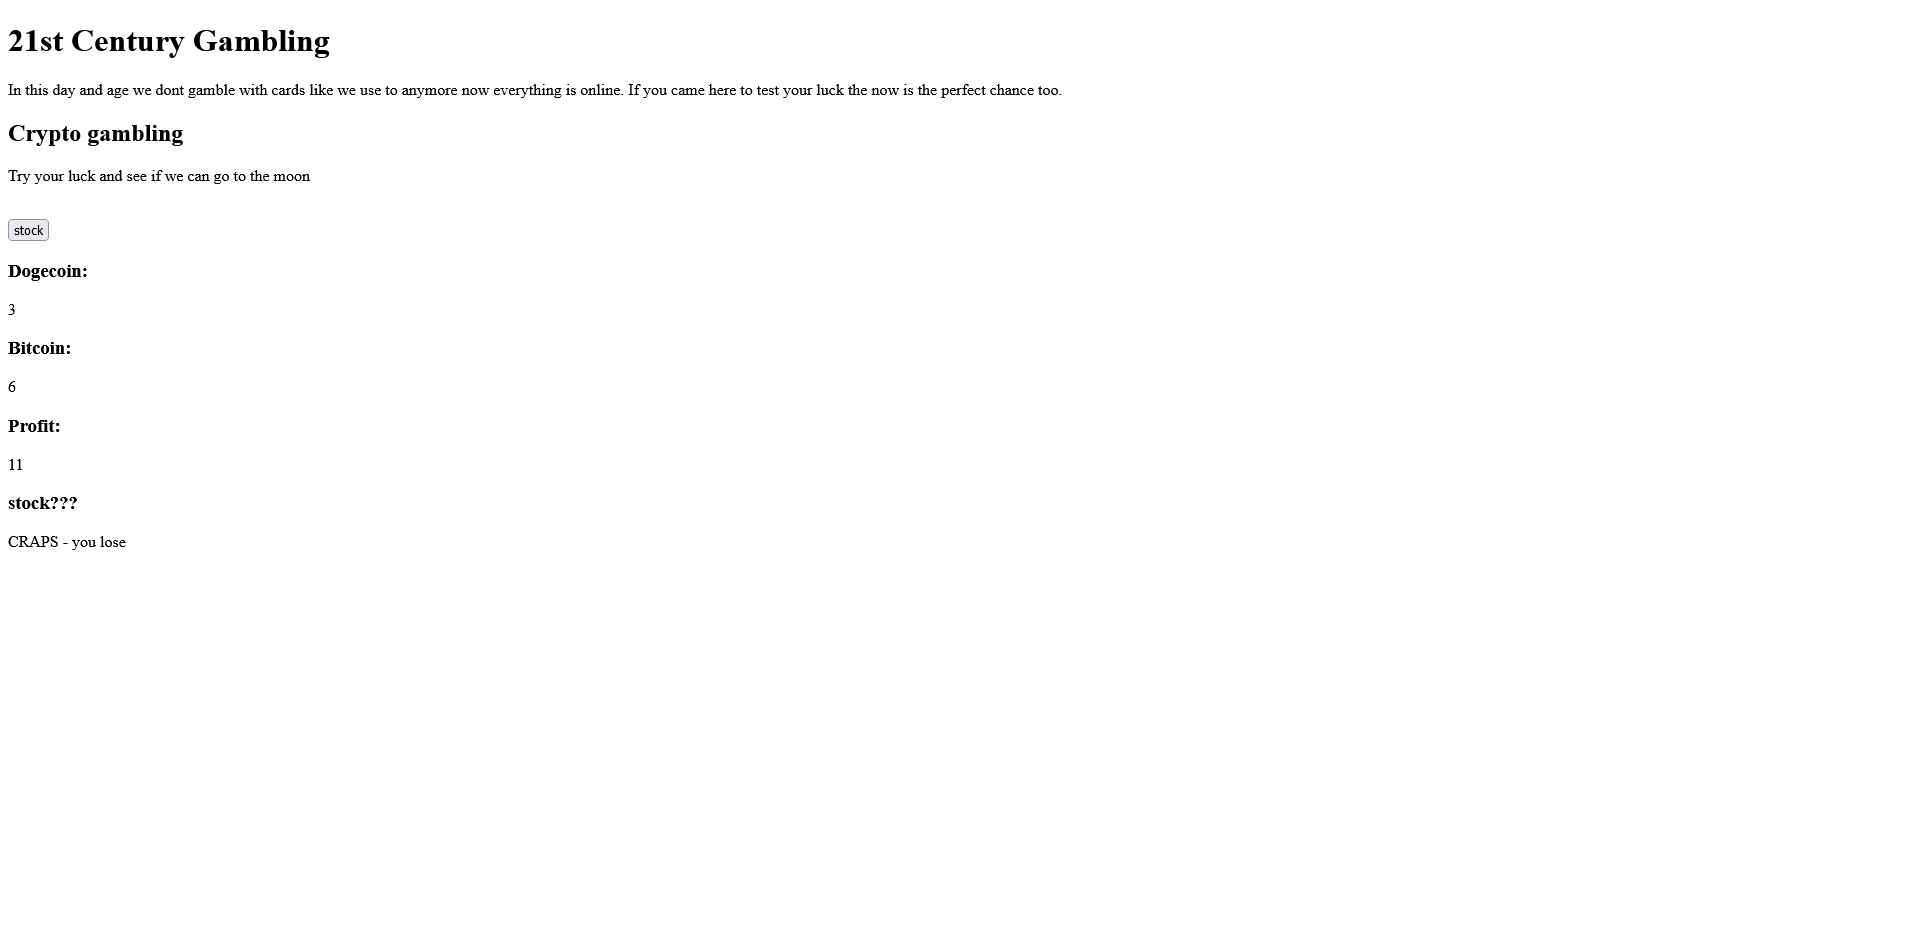 21st Century Gambling
In this day and age we dont gamble with cards like we use to anymore now everything is online. If you came here to test your luck the now is the perfect chance too.
Crypto gambling
Try your luck and see if we can go to the moon
stock
Dogecoin:
3
Bitcoin:
6
Profit:
11
stock???
CRAPS - you lose